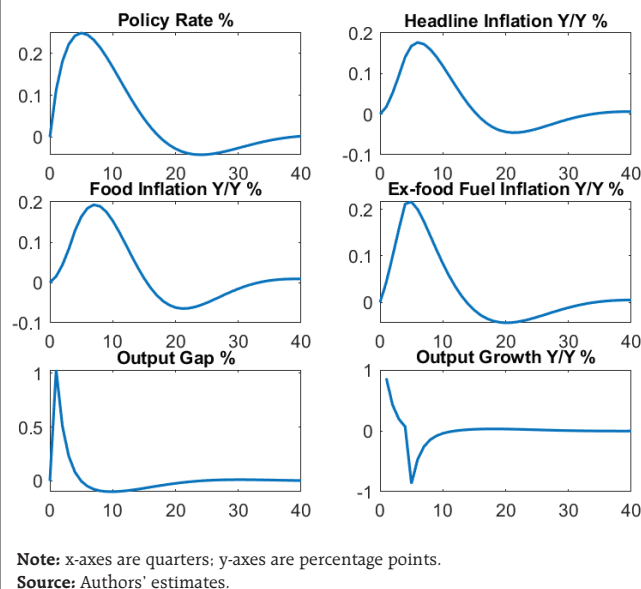 Policy Rate %
0.2
0.1
0
0 10 20 30 40
Headline Inflation Y/Y %
0.2
0.1
0
-0.1
0 10 20 30 40
Food Inflation Y/Y %
0.2
0.1
0
-0.1
0 10 20 30 40
Ex-food Fuel Inflation Y/Y %
0.2
0.1
0
0 10 20 30 40
Output Gap %
1
0.5
0
0 10 20 30 40
Output Growth Y/Y %
1
0
-1
0 10 20 30 40
Note: x-axes are quarters; y-axes are percentage points.
Source: Authors' estimates.